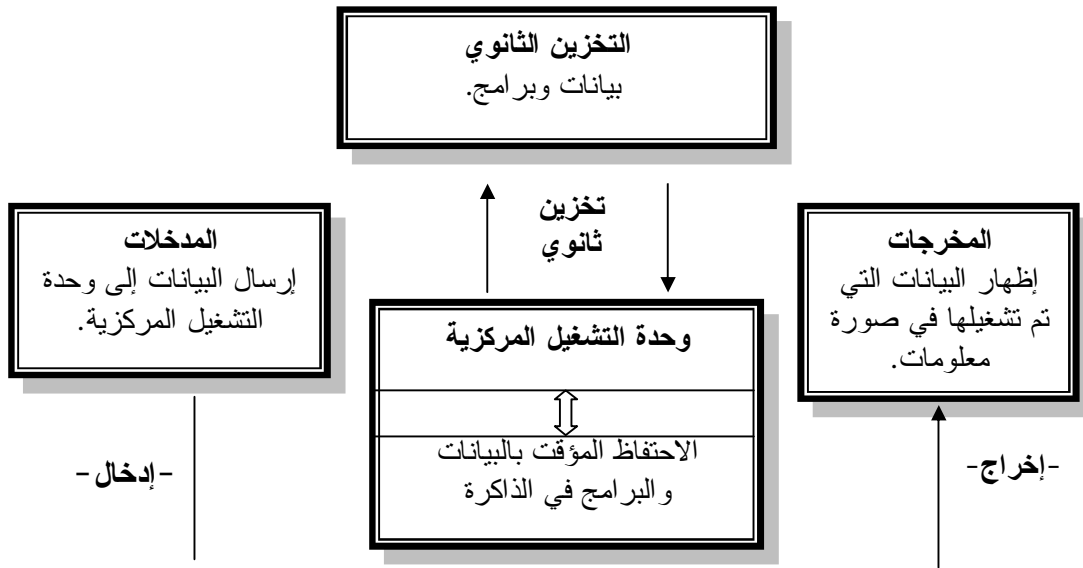 التخزين الثانوي
بيانات وبرامج.
تخزين
ثانوي
المدخلات
إرسال البيانات إلى وحدة
التشغيل المركزية.
المخرجات
إظهار البيانات التي
تم تشغيلها في صورة
معلومات.
وحدة التشغيل المركزية
الاحتفاظ المؤقت بالبيانات
والبرامج في الذاكرة
-إدخال-
-إخراج-